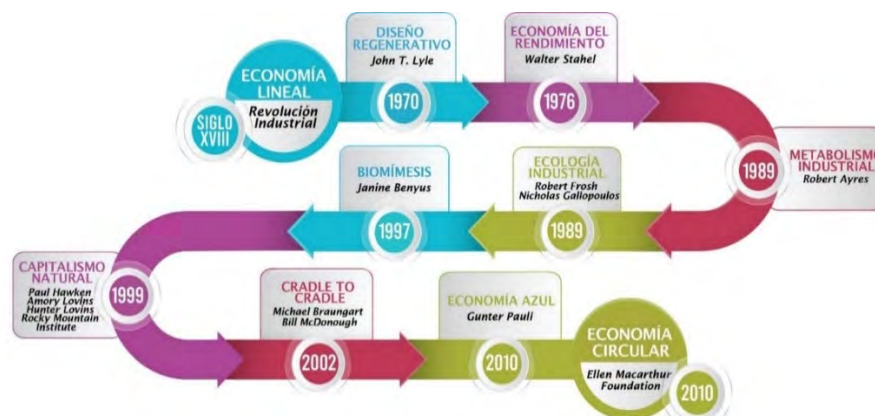 SIGLO
XVIII
ECONOMÍA
LINEAL
Revolución
Industrial
DISEÑO
REGENERATIVO
John T. Lyle
1970
ECONOMÍA DEL
RENDIMIENTO
Walter Stahel
1976
METABOLISMO
INDUSTRIAL
Robert Ayres
1989
ECOLOGÍA
INDUSTRIAL
Robert Frosh
Nicholas Gallopoulos
1989
BIOMÍMESIS
Janine Benyus
1997
CAPITALISMO
NATURAL
Paul Hawken
Amory Lovins
Hunter Lovins
Rocky Mountain
Institute
1999
CRADLE TO
CRADLE
Michael Braungart
Bill McDonough
2002
ECONOMÍA AZUL
Gunter Pauli
2010
ECONOMÍA
CIRCULAR
Ellen Macarthur
Foundation
2010